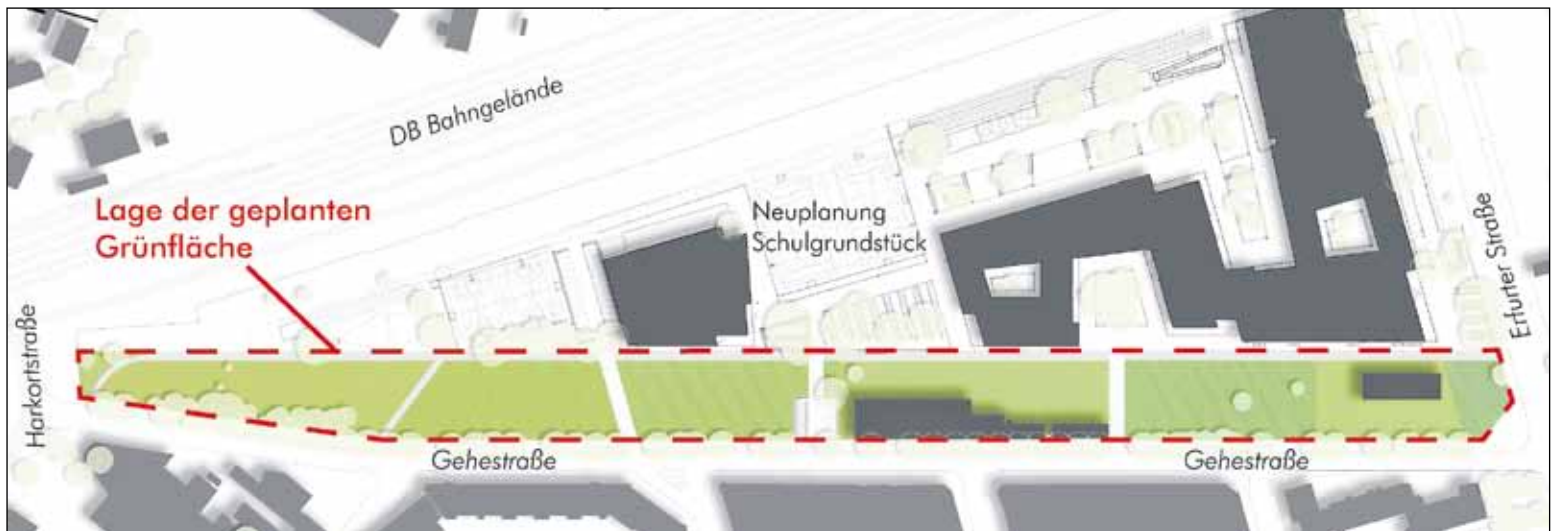 DB Bahngelände
Lage der geplanten
Grünfläche
Neuplanung
Schulgrundstück
Harkortstraße
Erfurter Straße
Gehestraße
Gehestraße